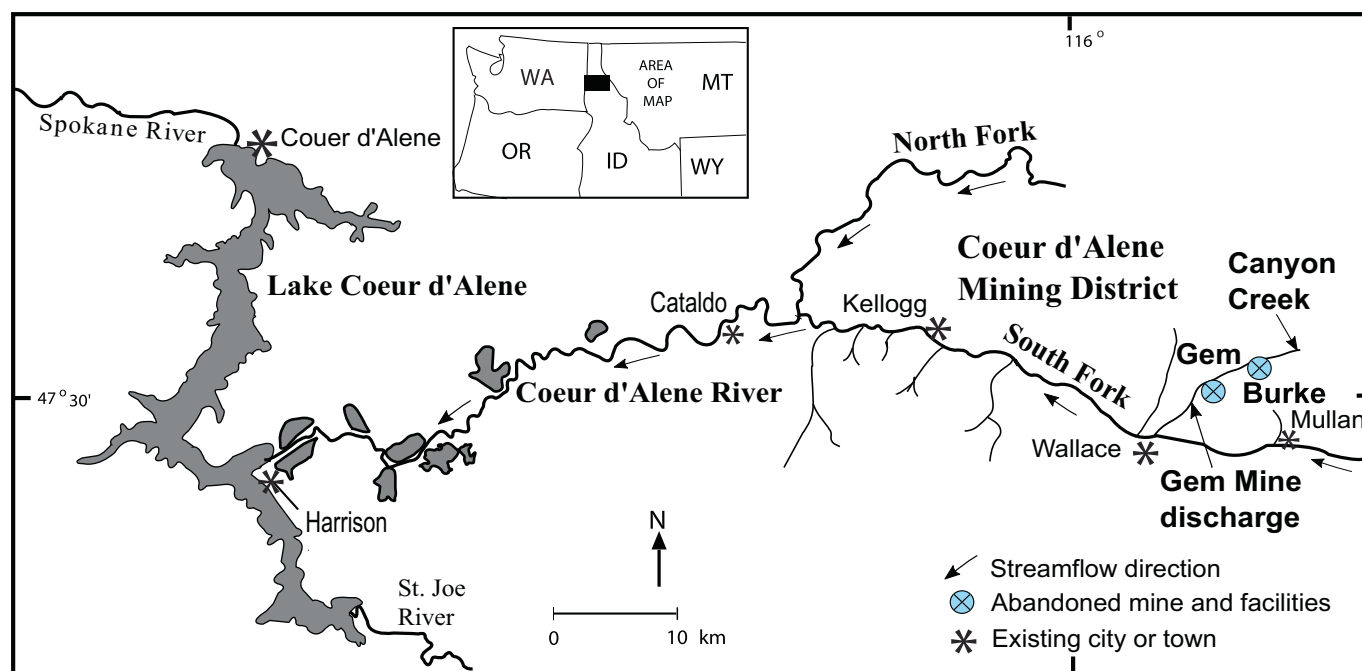 116 °
WA
AREA
OF
MAP
MT
OR
ID
WY
Spokane River
Couer d'Alene
North Fork
Lake Coeur d'Alene
Coeur d'Alene
Mining District
Canyon
Creek
Cataldo
Kellogg
Gem
South Fork
Burke
47° 30'
Coeur d'Alene River
Mullan
Wallace
Gem Mine
discharge
Harrison
N
St. Joe
River
0 10 km
Streamflow direction
Abandoned mine and facilities
Existing city or town